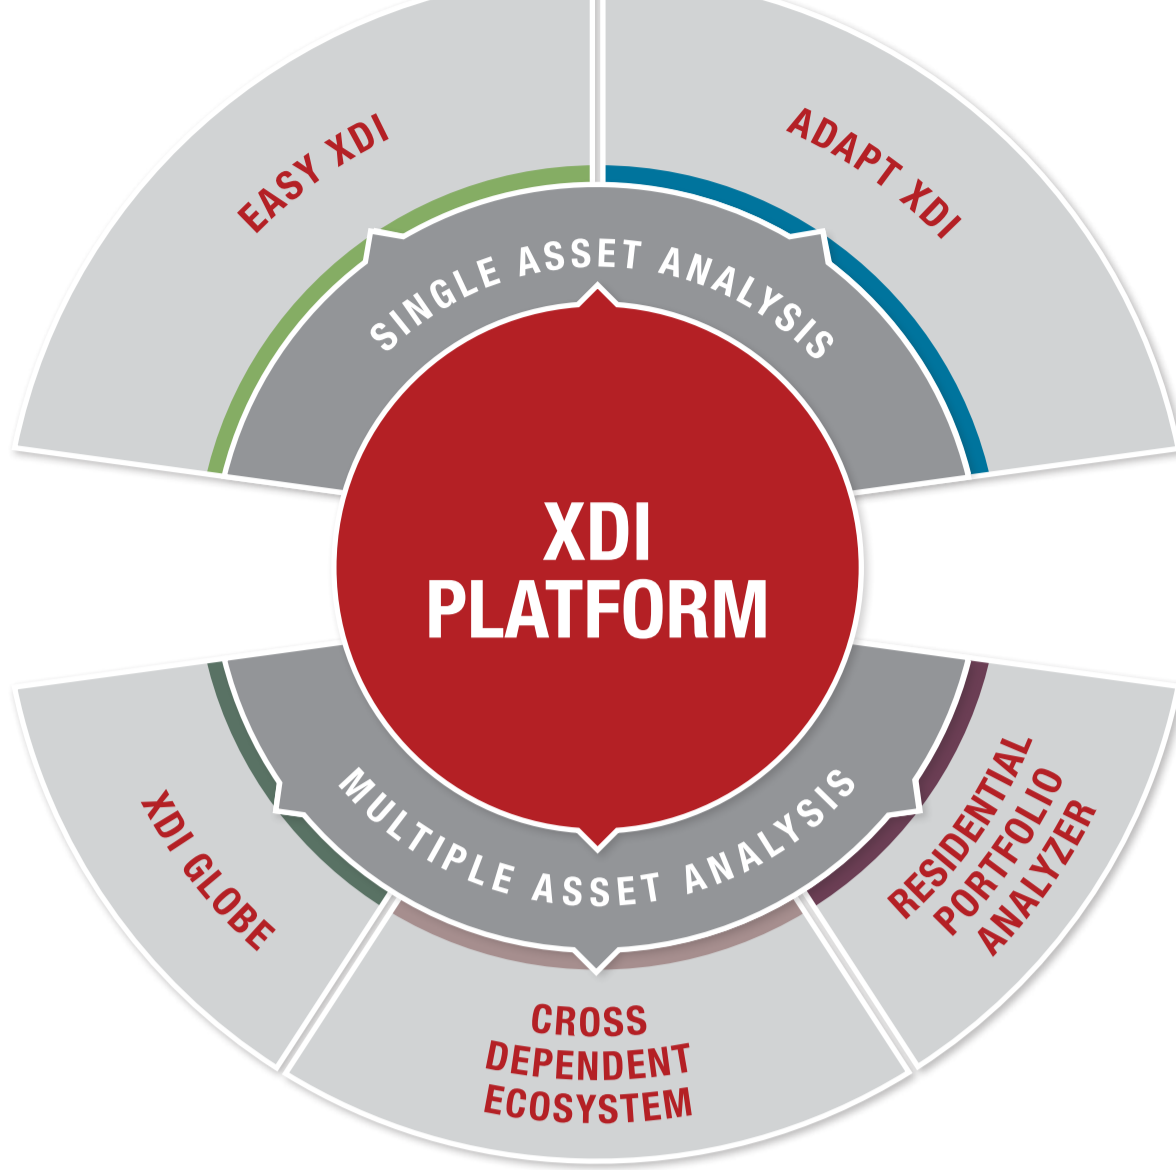 EASY XDI
ADAPT XDI
SINGLE ASSET ANALYSIS
XDI
PLATFORM
MULTIPLE ASSET ANALYSIS
XDI GLOBE
CROSS
DEPENDENT
ECOSYSTEM
RESIDENTIAL
PORTFOLIO
ANALYZER